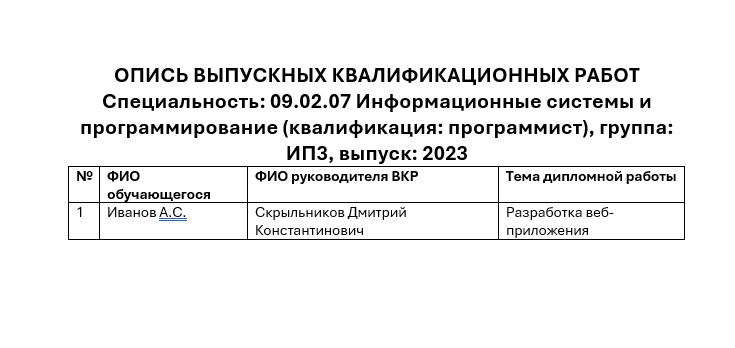 ОПИСЬ ВЫПУСКНЫХ КВАЛИФИКАЦИОННЫХ РАБОТ
Специальность: 09.02.07 Информационные системы и
программирование (квалификация: программист), группа:
ИП3, выпуск: 2023
№ ФИО обучающегося ФИО руководителя ВКР Тема дипломной работы
1 Иванов А.С. Скрыльников Дмитрий Константинович Разработка веб-приложения